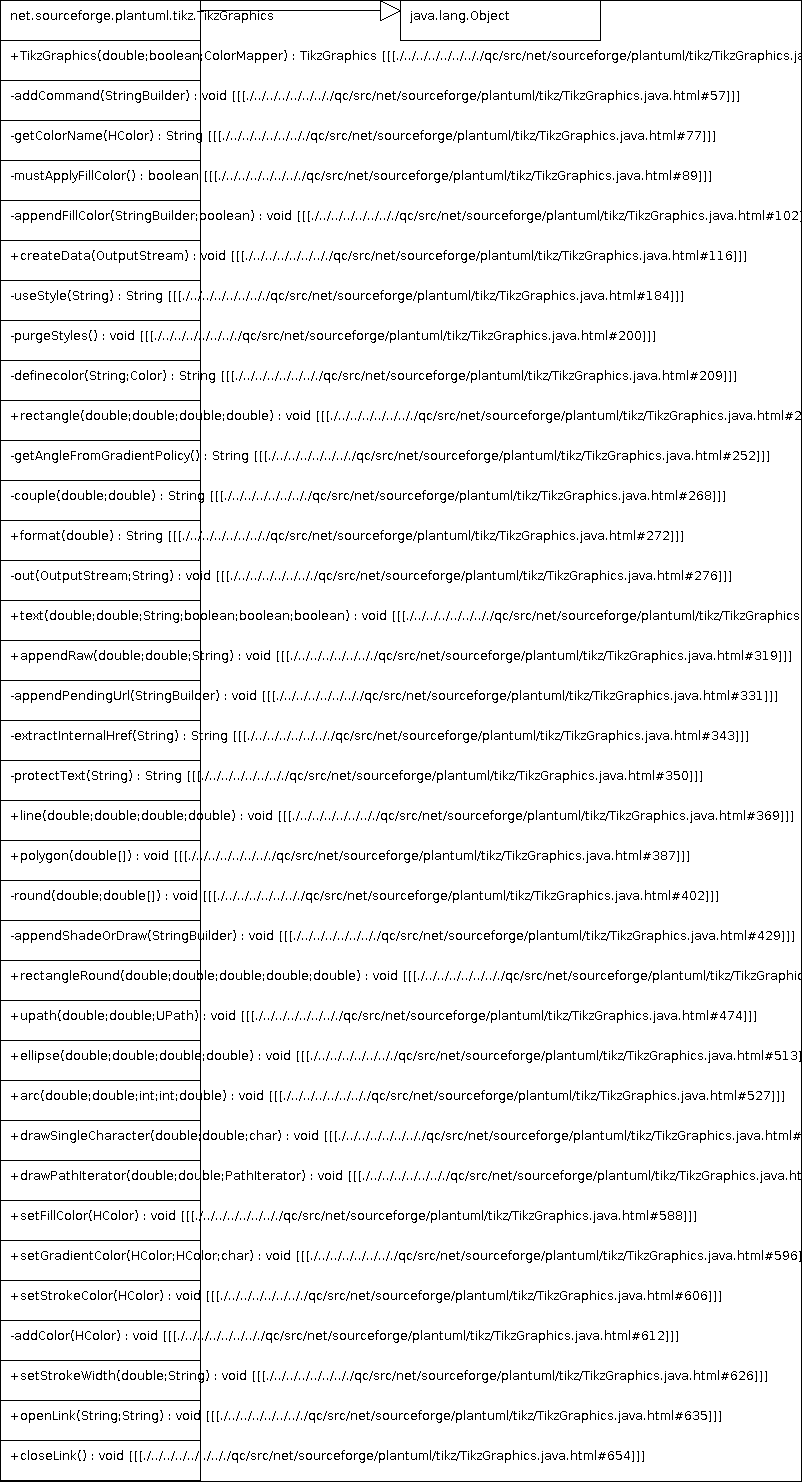 net.sourceforge.plantuml.tikz.TikzGraphics
java.lang.Object
+TikzGraphics(double;boolean;ColorMapper) : TikzGraphics [[[./../../../../../../../qc/src/net/sourceforge/plantuml/tikz/TikzGraphics.ja
-addCommand(StringBuilder) : void [[[./../../../../../../../qc/src/net/sourceforge/plantuml/tikz/TikzGraphics.java.html#57]]]
-getColorName(HColor) : String [[[./../../../../../../../qc/src/net/sourceforge/plantuml/tikz/TikzGraphics.java.html#77]]]
-mustApplyFillColor() : boolean [[[./../../../../../../../qc/src/net/sourceforge/plantuml/tikz/TikzGraphics.java.html#89]]]
-appendFillColor(StringBuilder;boolean) : void [[[./../../../../../../../qc/src/net/sourceforge/plantuml/tikz/TikzGraphics.java.html#102]
+createData(OutputStream) : void [[[./../../../../../../../qc/src/net/sourceforge/plantuml/tikz/TikzGraphics.java.html#116]]]
-useStyle(String) : String [[[./../../../../../../../qc/src/net/sourceforge/plantuml/tikz/TikzGraphics.java.html#184]]]
-purgeStyles() : void [[[./../../../../../../../qc/src/net/sourceforge/plantuml/tikz/TikzGraphics.java.html#200]]]
-definecolor(String;Color) : String [[[./../../../../../../../qc/src/net/sourceforge/plantuml/tikz/TikzGraphics.java.html#209]]]
+rectangle(double;double;double;double) : void [[[./../../../../../../../qc/src/net/sourceforge/plantuml/tikz/TikzGraphics.java.html#2
-getAngleFromGradientPolicy() : String [[[./../../../../../../../qc/src/net/sourceforge/plantuml/tikz/TikzGraphics.java.html#252]]]
-couple(double;double) : String [[[./../../../../../../../qc/src/net/sourceforge/plantuml/tikz/TikzGraphics.java.html#268]]]
+format(double) : String [[[./../../../../../../../qc/src/net/sourceforge/plantuml/tikz/TikzGraphics.java.html#272]]]
-out(OutputStream;String) : void [[[./../../../../../../../qc/src/net/sourceforge/plantuml/tikz/TikzGraphics.java.html#276]]]
+text(double;double;String;boolean;boolean;boolean) : void [[[./../../../../../../../qc/src/net/sourceforge/plantuml/tikz/TikzGraphics
+appendRaw(double;double;String) : void [[[./../../../../../../../qc/src/net/sourceforge/plantuml/tikz/TikzGraphics.java.html#319]]]
-appendPendingUrl(StringBuilder) : void [[[./../../../../../../../qc/src/net/sourceforge/plantuml/tikz/TikzGraphics.java.html#331]]]
-extractInternalHref(String) : String [[[./../../../../../../../qc/src/net/sourceforge/plantuml/tikz/TikzGraphics.java.html#343]]]
-protectText(String) : String [[[./../../../../../../../qc/src/net/sourceforge/plantuml/tikz/TikzGraphics.java.html#350]]]
+line(double;double;double;double) : void [[[./../../../../../../../qc/src/net/sourceforge/plantuml/tikz/TikzGraphics.java.html#369]]]
+polygon(double[]) : void [[[./../../../../../../../qc/src/net/sourceforge/plantuml/tikz/TikzGraphics.java.html#387]]]
-round(double;double[]) : void [[[./../../../../../../../qc/src/net/sourceforge/plantuml/tikz/TikzGraphics.java.html#402]]]
-appendShadeOrDraw(StringBuilder) : void [[[./../../../../../../../qc/src/net/sourceforge/plantuml/tikz/TikzGraphics.java.html#429]]]
+rectangleRound(double;double;double;double;double) : void [[[./../../../../../../../qc/src/net/sourceforge/plantuml/tikz/TikzGraphic
+upath(double;double;UPath) : void [[[./../../../../../../../qc/src/net/sourceforge/plantuml/tikz/TikzGraphics.java.html#474]]]
+ellipse(double;double;double;double) : void [[[./../../../../../../../qc/src/net/sourceforge/plantuml/tikz/TikzGraphics.java.html#513]
+arc(double;double;int;int;double) : void [[[./../../../../../../../qc/src/net/sourceforge/plantuml/tikz/TikzGraphics.java.html#527]]]
+drawSingleCharacter(double;double;char) : void [[[./../../../../../../../qc/src/net/sourceforge/plantuml/tikz/TikzGraphics.java.html#
+drawPathIterator(double;double;PathIterator) : void [[[./../../../../../../../qc/src/net/sourceforge/plantuml/tikz/TikzGraphics.java.ht
+setFillColor(HColor) : void [[[./../../../../../../../qc/src/net/sourceforge/plantuml/tikz/TikzGraphics.java.html#588]]]
+setGradientColor(HColor;HColor;char) : void [[[./../../../../../../../qc/src/net/sourceforge/plantuml/tikz/TikzGraphics.java.html#596]
+setStrokeColor(HColor) : void [[[./../../../../../../../qc/src/net/sourceforge/plantuml/tikz/TikzGraphics.java.html#606]]]
-addColor(HColor) : void [[[./../../../../../../../qc/src/net/sourceforge/plantuml/tikz/TikzGraphics.java.html#612]]]
+setStrokeWidth(double;String) : void [[[./../../../../../../../qc/src/net/sourceforge/plantuml/tikz/TikzGraphics.java.html#626]]]
+openLink(String;String) : void [[[./../../../../../../../qc/src/net/sourceforge/plantuml/tikz/TikzGraphics.java.html#635]]]
+closeLink() : void [[[./../../../../../../../qc/src/net/sourceforge/plantuml/tikz/TikzGraphics.java.html#654]]]